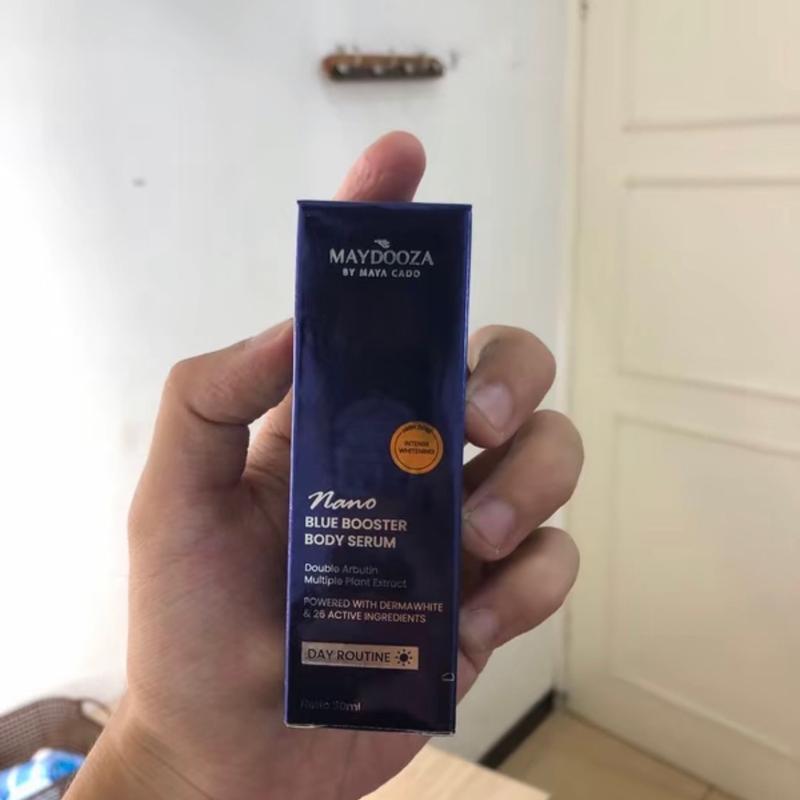 MAYDOOZA
BY MAYA CADO
INTENSE
WHITENING!
Nano
BLUE BOOSTER
BODY SERUM
Double Arbutin
Multiple Plant Extract
POWERED WITH DERMAWHITE
& 26 ACTIVE INGREDIENTS
DAY ROUTINE